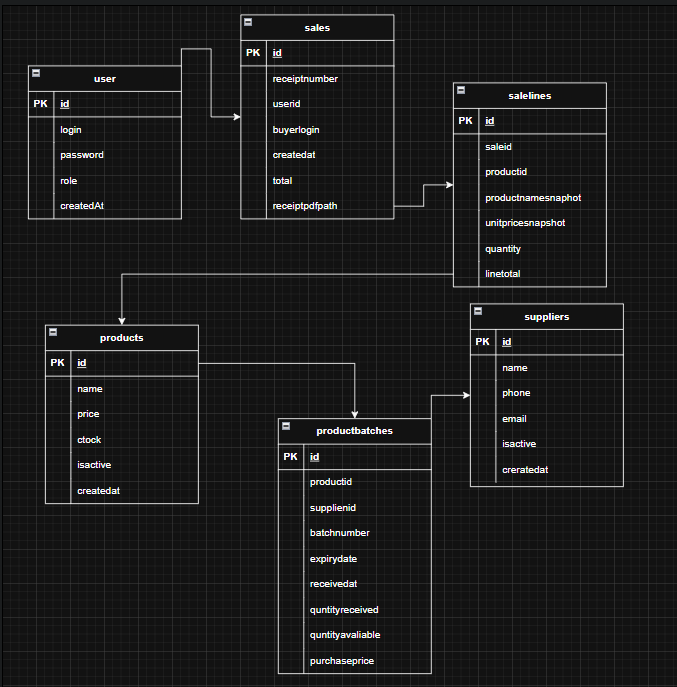 user
PK id
login
password
role
createdAt
sales
PK id
receiptnumber
userid
buyerlogin
createdat
total
receiptpdfpath
salelines
PK id
saleid
productid
productnamesnaphot
unitpricesnapshot
quantity
linetotal
products
PK id
name
price
ctock
isactive
createdat
productbatches
PK id
productid
supplienid
batchnumber
expirydate
receivedat
quntityreceived
quntityavaliable
purchaseprice
suppliers
PK id
name
phone
email
isactive
creratedat